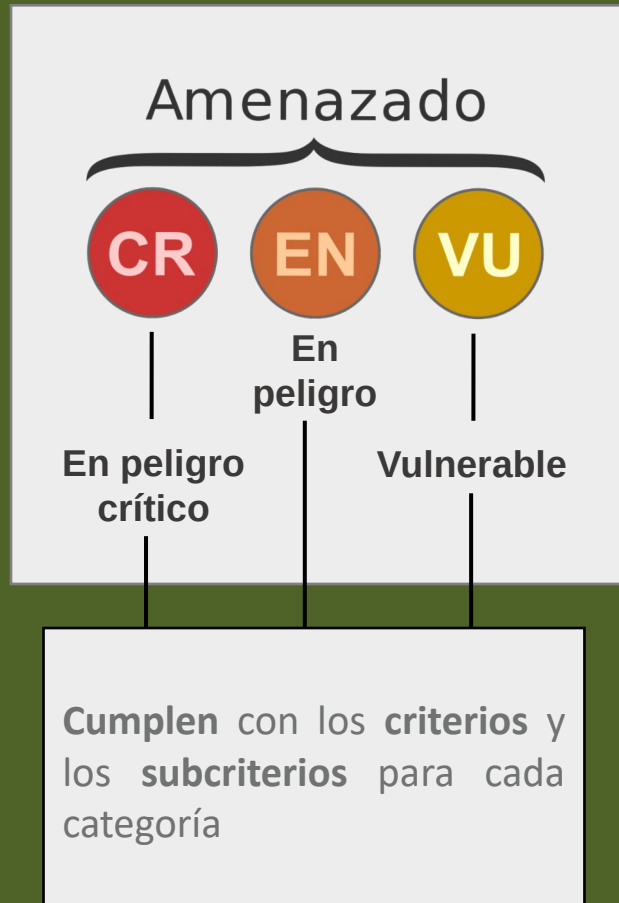 Amenazado
CR EN VU
En
peligro
En peligro
crítico
Vulnerable
Cumplen con los criterios y
los subcriterios para cada
categoría